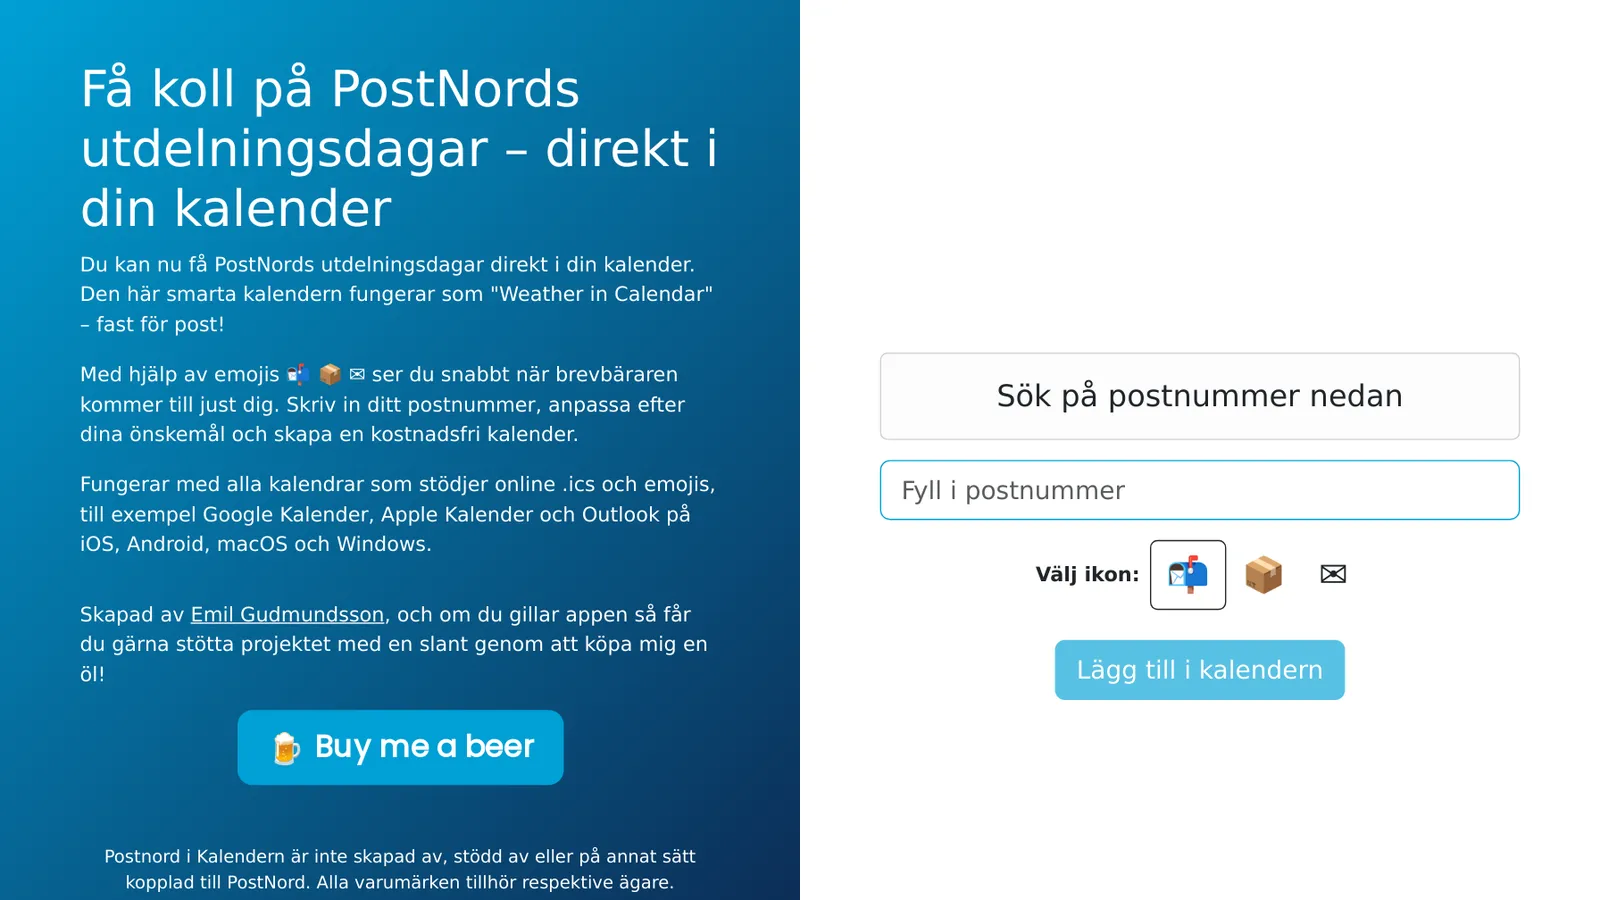 Få koll på PostNords
utdelningsdagar – direkt i
din kalender
Du kan nu få PostNords utdelningsdagar direkt i din kalender.
Den här smarta kalendern fungerar som "Weather in Calendar"
– fast för post!
Med hjälp av emojis 📬 📦 ✉ ser du snabbt när brevbäraren
kommer till just dig. Skriv in ditt postnummer, anpassa efter
dina önskemål och skapa en kostnadsfri kalender.
Fungerar med alla kalendrar som stödjer online .ics och emojis,
till exempel Google Kalender, Apple Kalender och Outlook på
iOS, Android, macOS och Windows.
Skapad av Emil Gudmundsson, och om du gillar appen så får
du gärna stötta projektet med en slant genom att köpa mig en
öl!
🍺 Buy me a beer
Postnord i Kalendern är inte skapad av, stödd av eller på annat sätt
kopplad till PostNord. Alla varumärken tillhör respektive ägare.
Sök på postnummer nedan
Fyll i postnummer
Välj ikon: 📬 📦 ✉
Lägg till i kalendern